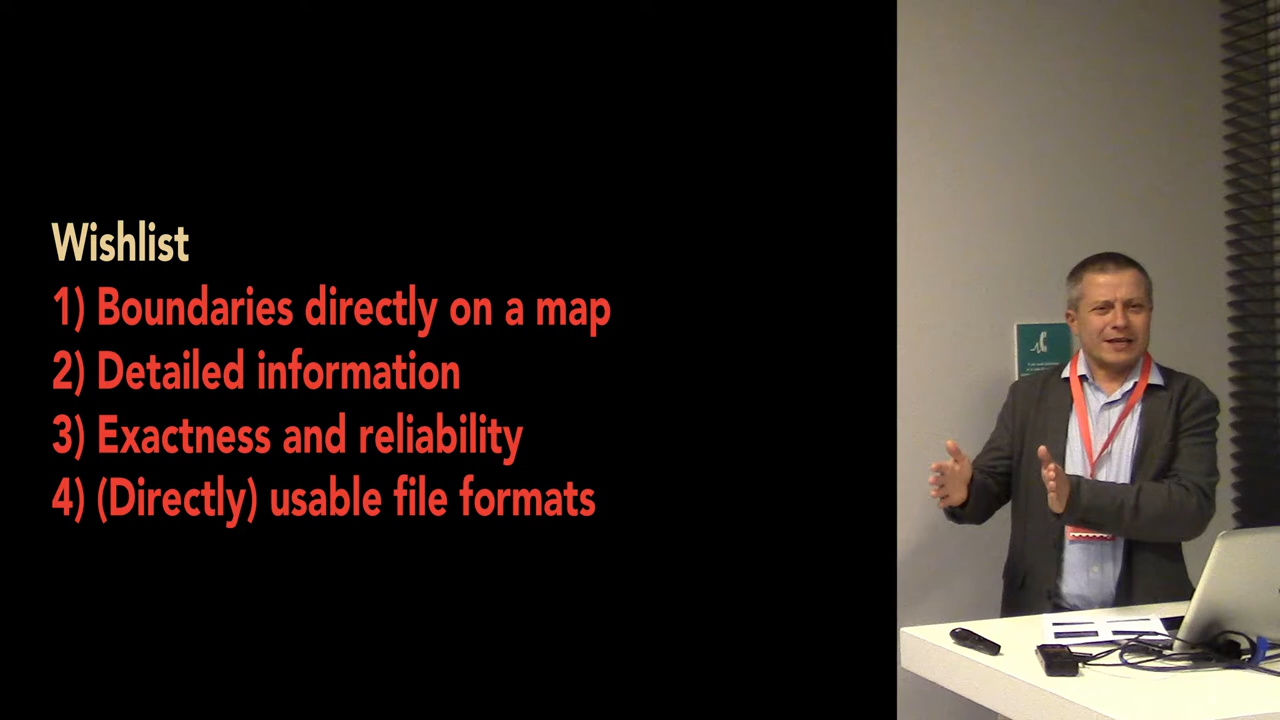 Wishlist
1) Boundaries directly on a map
2) Detailed information
3) Exactness and reliability
4) (Directly) usable file formats